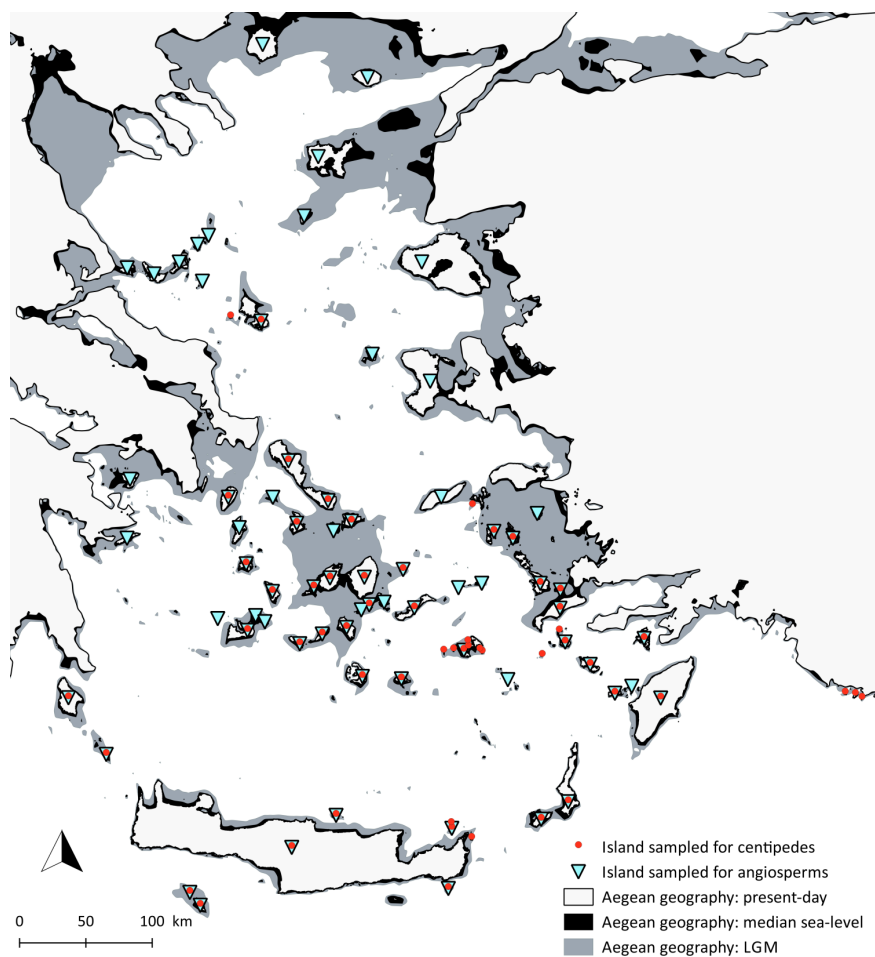 Island sampled for centipedes
Island sampled for angiosperms
Aegean geography: present-day
Aegean geography: median sea-level
Aegean geography: LGM
0 50 100 km